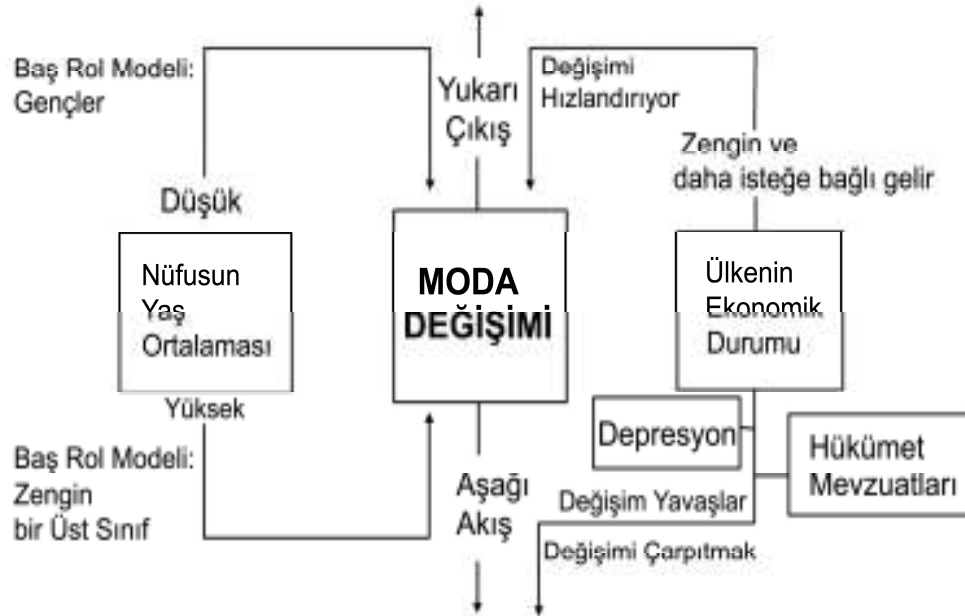 Baş Rol Modeli:
Gençler
Yukarı
Çıkış
Değişimi
Hızlandırıyor
Zengin ve
daha isteğe bağlı gelir
Düşük
Nüfusun
Yaş
Ortalaması
MODA
DEĞİŞİMİ
Ülkenin
Ekonomik
Durumu
Yüksek
Baş Rol Modeli:
Zengin
bir Üst Sınıf
Aşağı
Akış
Depresyon
Hükümet
Mevzuatları
Değişim Yavaşlar
Değişimi Çarpıtmak